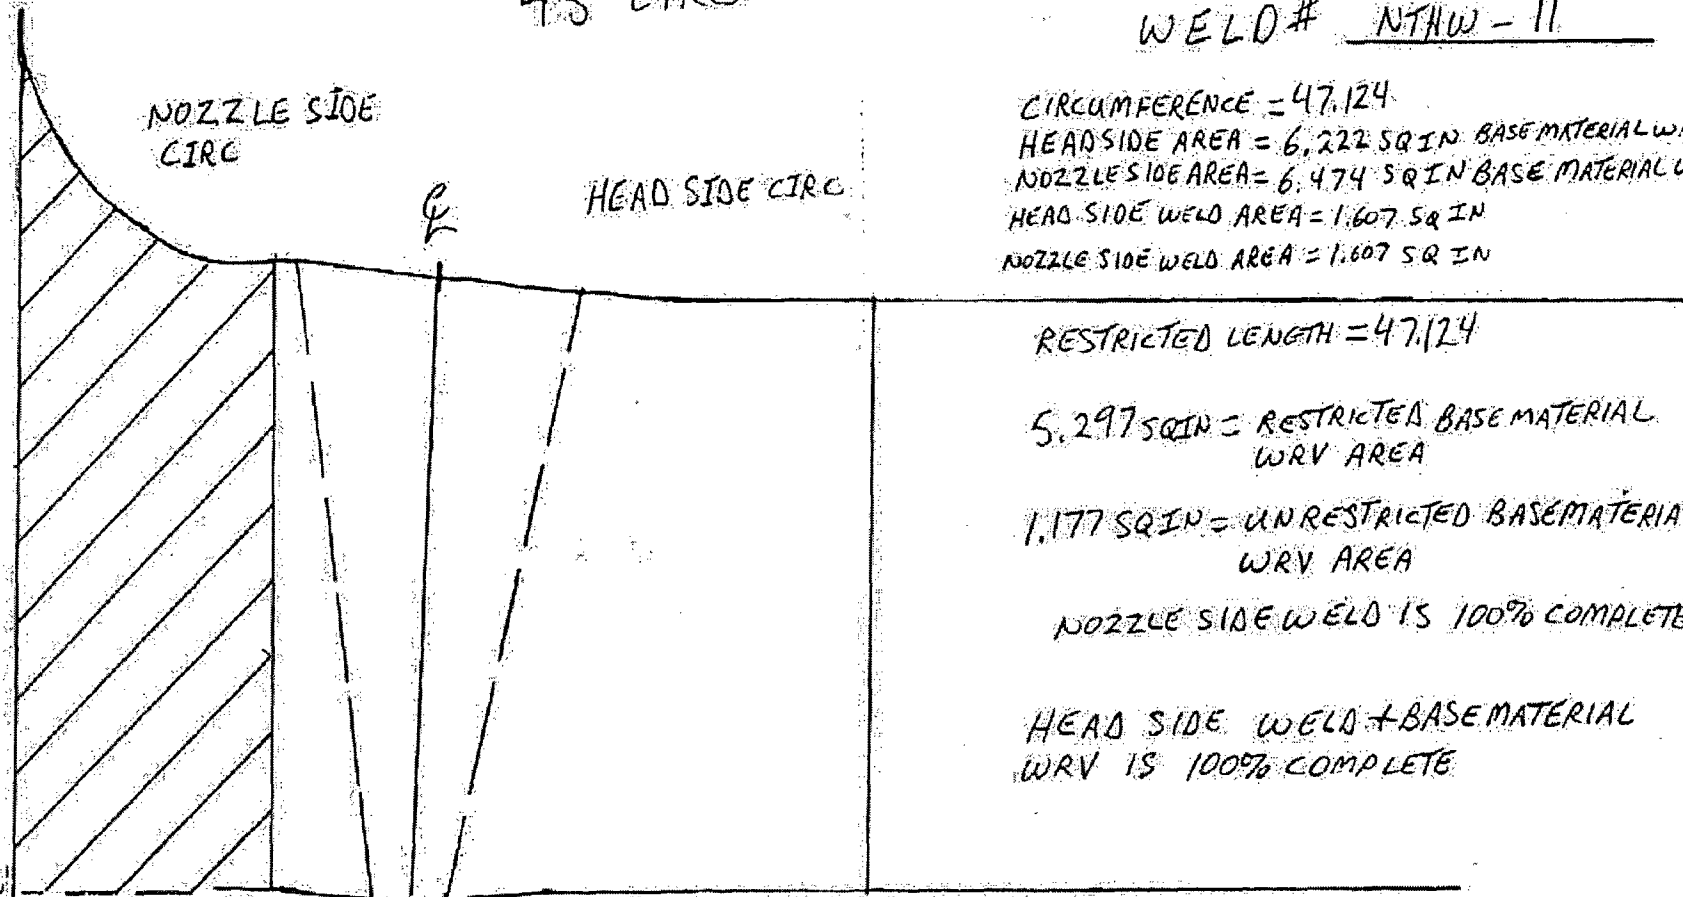 45 CIRC
WELD# NTHW-11
NOZZLE SIDE
CIRC
℄
HEAD SIDE CIRC
CIRCUMFERENCE = 47.124
HEADSIDE AREA = 6.222 SQ IN BASE MATERIAL
NOZZLE SIDE AREA = 6.474 SQ IN BASE MATERIAL
HEAD SIDE WELD AREA = 1.607 SQ IN
NOZZLE SIDE WELD AREA = 1.607 SQ IN
RESTRICTED LENGTH = 47.124
5.297 SQIN = RESTRICTED BASE MATERIAL
WRV AREA
1.177 SQ IN = UNRESTRICTED BASEMATERIA
WRV AREA
NOZZLE SIDE WELD IS 100% COMPLETE
HEAD SIDE WELD + BASE MATERIAL
WRV IS 100% COMPLETE